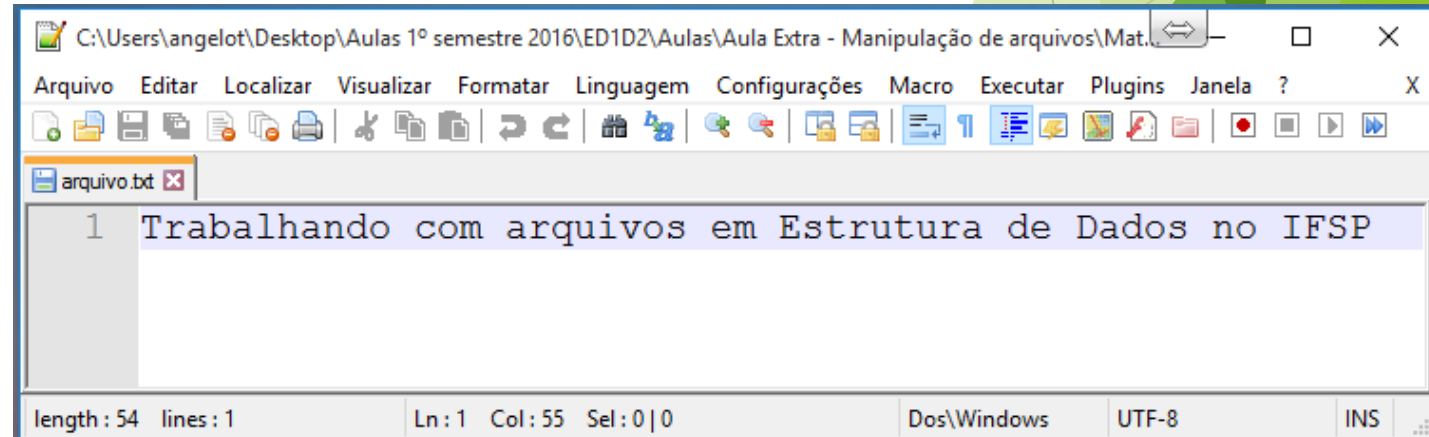 C:\Users\angelot\Desktop\Aulas 1º semestre 2016\ED1D2\Aulas\Aula Extra - Manipulação de arquivos\Mat...
Arquivo Editar Localizar Visualizar Formatar Linguagem Configurações Macro Executar Plugins Janela ? X
arquivo.txt
1 Trabalhando com arquivos em Estrutura de Dados no IFSP
length : 54 lines : 1 Ln : 1 Col : 55 Sel : 0 | 0 Dos\Windows UTF-8 INS